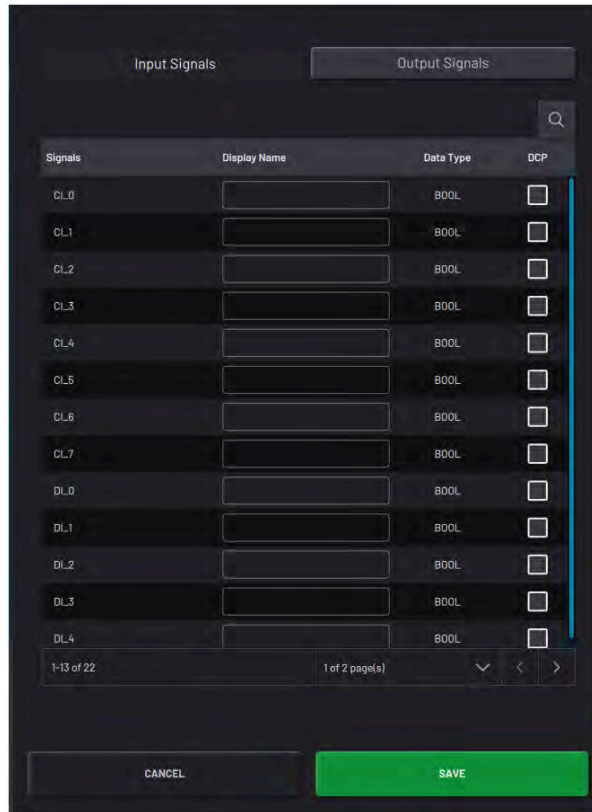 Input Signals Output Signals
Signals Display Name Data Type DCP
CI_0 BOOL
CI_1 BOOL
CI_2 BOOL
CI_3 BOOL
CI_4 BOOL
CI_5 BOOL
CI_6 BOOL
CI_7 BOOL
DI_0 BOOL
DI_1 BOOL
DI_2 BOOL
DI_3 BOOL
DI_4 BOOL
1-13 of 22 1 of 2 page(s)
CANCEL SAVE